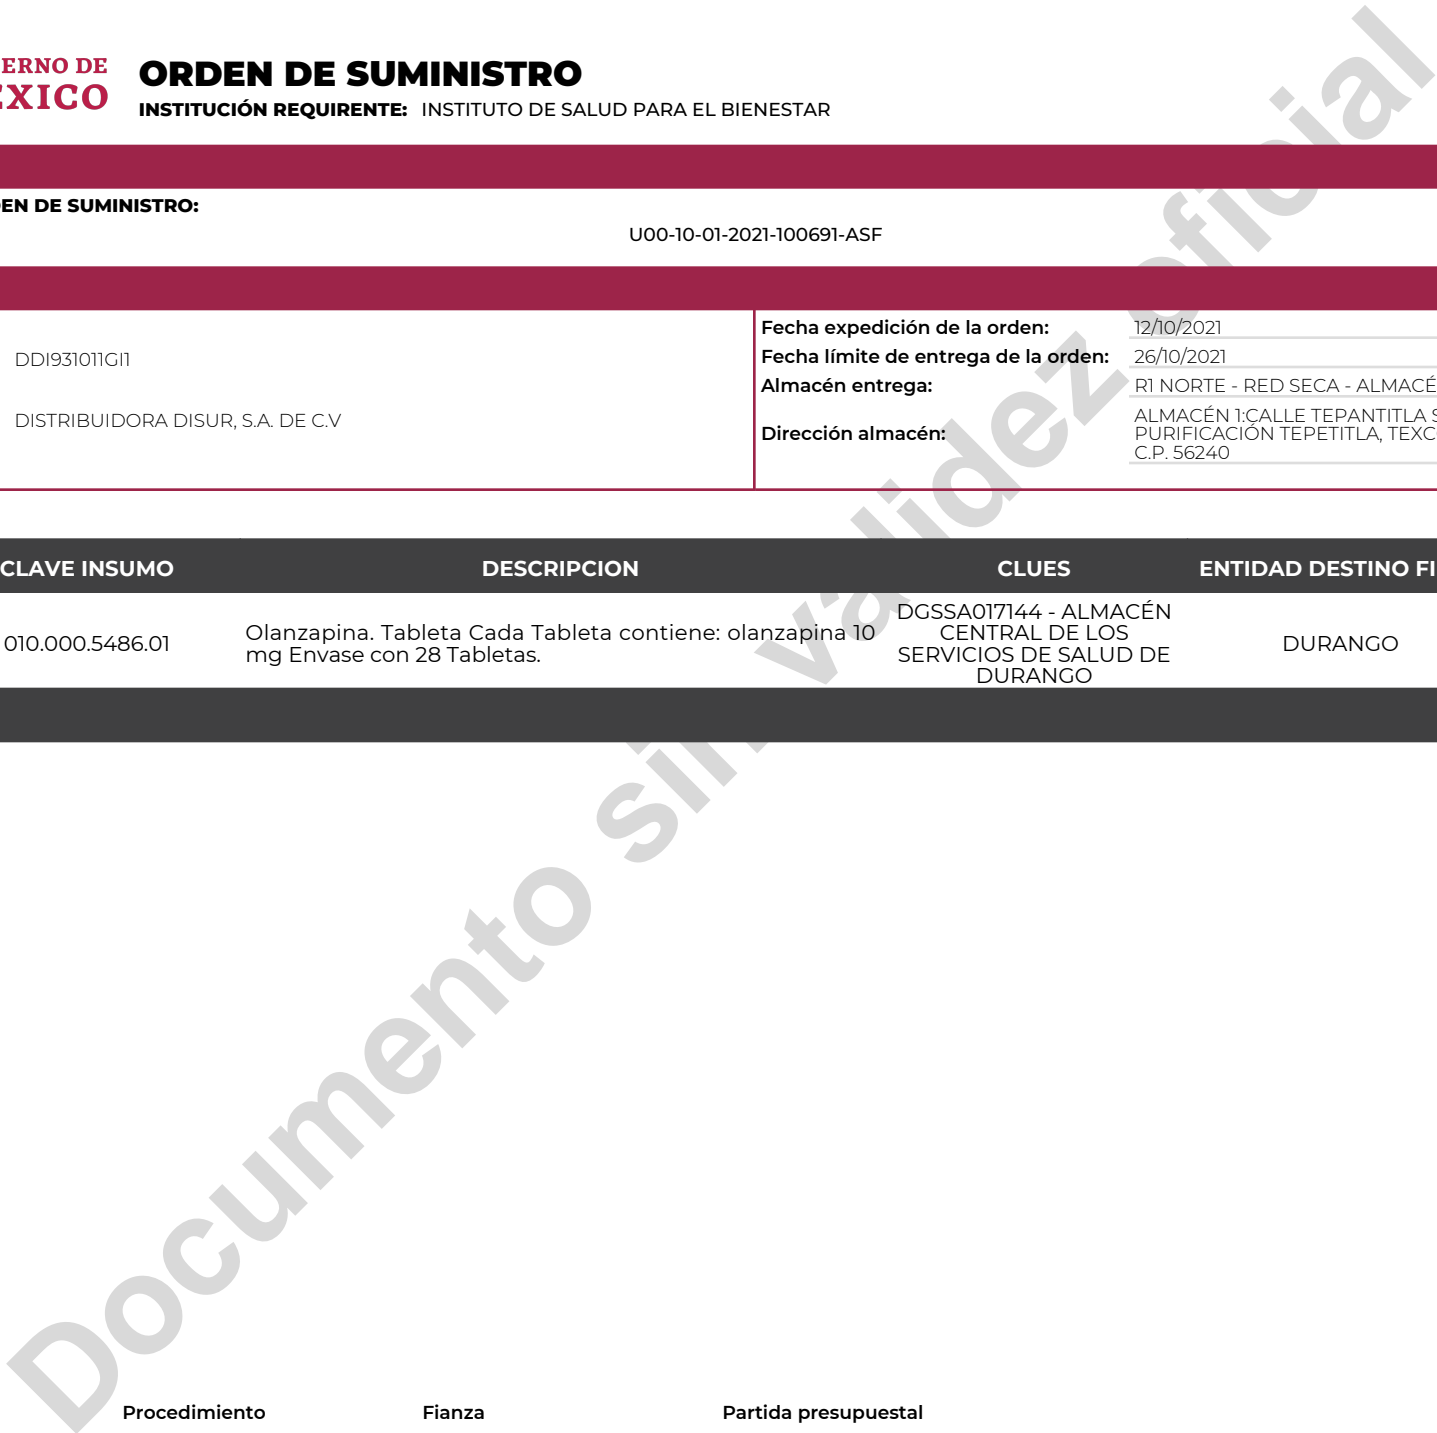 ERNO DE
EXICO
ORDEN DE SUMINISTRO
INSTITUCIÓN REQUIRENTE: INSTITUTO DE SALUD PARA EL BIENESTAR
EN DE SUMINISTRO:
U00-10-01-2021-100691-ASF
DDI931011GI1
DISTRIBUIDORA DISUR, S.A. DE C.V
Fecha expedición de la orden: 12/10/2021
Fecha límite de entrega de la orden: 26/10/2021
Almacén entrega: R1 NORTE - RED SECA - ALMACÉ
Dirección almacén: ALMACÉN 1:CALLE TEPANTITLA S
PURIFICACIÓN TEPETITLA, TEXC
C.P. 56240
CLAVE INSUMO DESCRIPCION CLUES ENTIDAD DESTINO FI
010.000.5486.01
Olanzapina. Tableta Cada Tableta contiene: olanzapina 10
mg Envase con 28 Tabletas.
DGSSA017144 - ALMACÉN
CENTRAL DE LOS
SERVICIOS DE SALUD DE
DURANGO
DURANGO
Documento sin validez oficial
Procedimiento Fianza Partida presupuestal